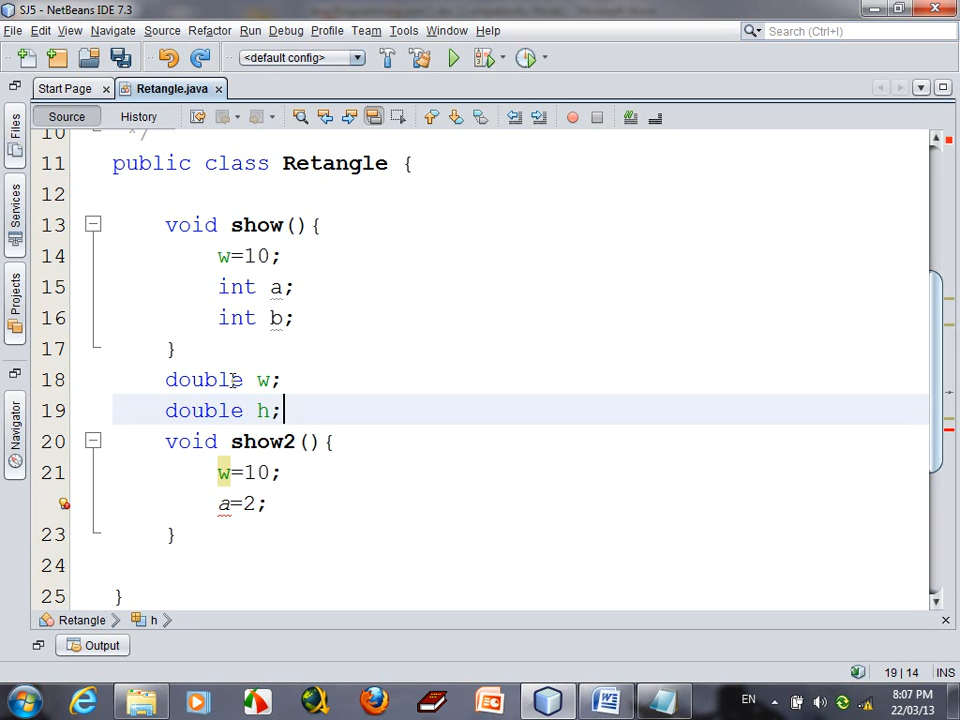 SJ5 - NetBeans IDE 7.3
File Edit View Navigate Source Refactor Run Debug Profile Team Tools Window Help
<default config> Search (Ctrl+I)
Start Page Retangle.java
Source History
Files
Services
Projects
Navigator
10 */
11 public class Retangle {
12
13 void show(){
14 w=10;
15 int a;
16 int b;
17 }
18 double w;
19 double h;
20 void show2(){
21 w=10;
a=2;
23 }
24
25 }
Retangle h
Output
19 | 14 INS
EN 8:07 PM
22/03/13